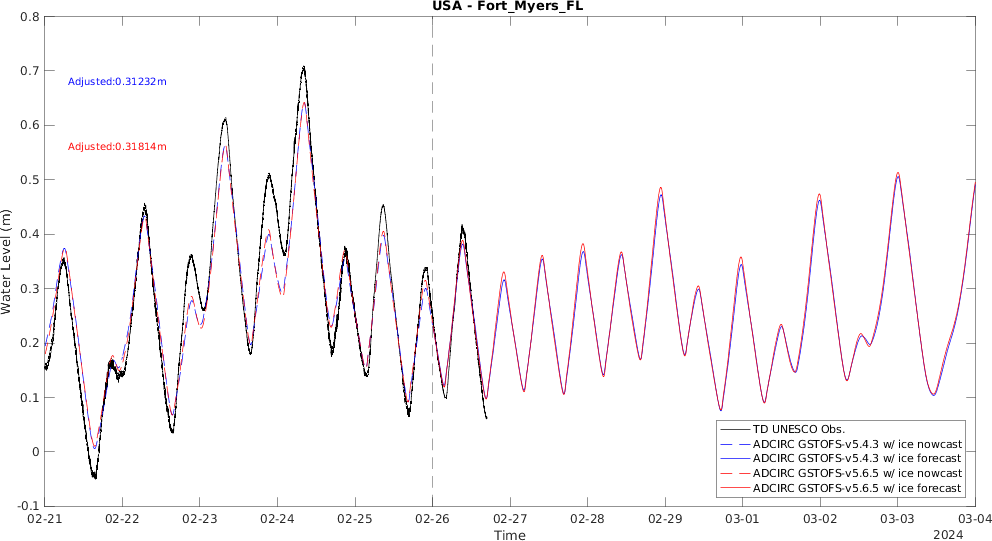 USA - Fort_Myers_FL
0.8
0.7
0.6
0.5
0.4
0.3
0.2
0.1
0
-0.1
Water Level (m)
Adjusted:0.31232m
Adjusted:0.31814m
TD UNESCO Obs.
ADCIRC GSTOFS-v5.4.3 w/ ice nowcast
ADCIRC GSTOFS-v5.4.3 w/ ice forecast
ADCIRC GSTOFS-v5.6.5 w/ ice nowcast
ADCIRC GSTOFS-v5.6.5 w/ ice forecast
02-21 02-22 02-23 02-24 02-25 02-26 02-27 02-28 02-29 03-01 03-02 03-03 03-04
Time
2024